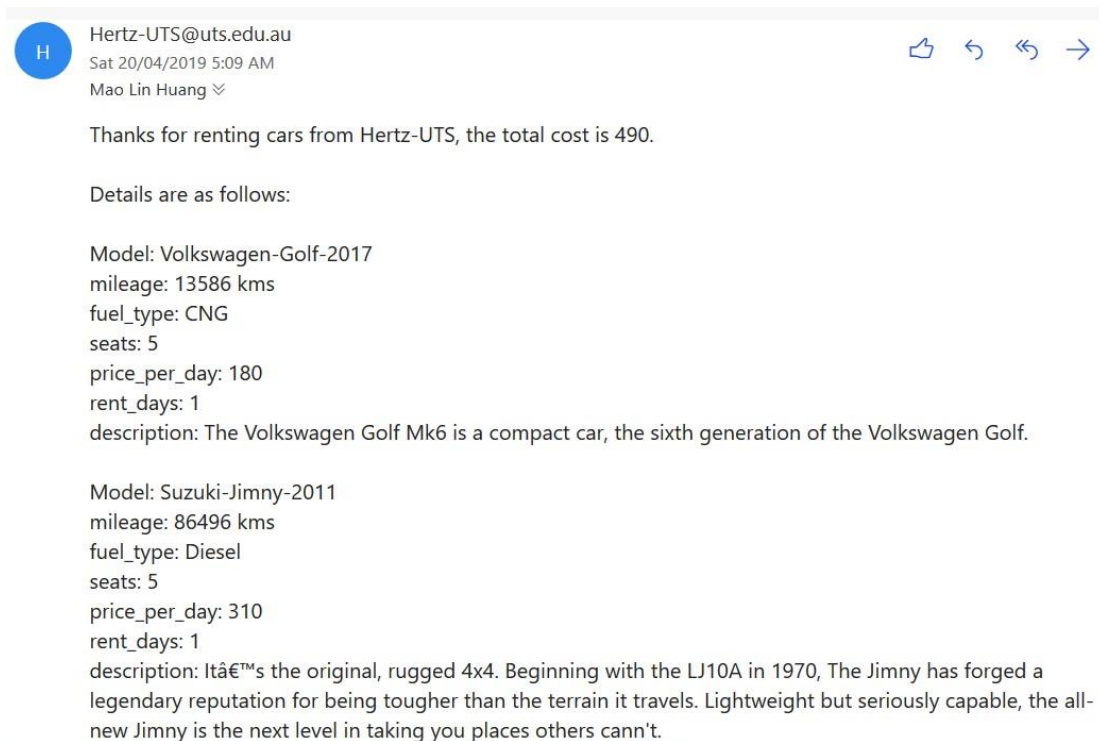 H
Hertz-UTS@uts.edu.au
Sat 20/04/2019 5:09 AM
Mao Lin Huang
Thanks for renting cars from Hertz-UTS, the total cost is 490.
Details are as follows:
Model: Volkswagen-Golf-2017
mileage: 13586 kms
fuel_type: CNG
seats: 5
price_per_day: 180
rent_days: 1
description: The Volkswagen Golf Mk6 is a compact car, the sixth generation of the Volkswagen Golf.
Model: Suzuki-Jimny-2011
mileage: 86496 kms
fuel_type: Diesel
seats: 5
price_per_day: 310
rent_days: 1
description: Itâ€™s the original, rugged 4x4. Beginning with the LJ10A in 1970, The Jimny has forged a
legendary reputation for being tougher than the terrain it travels. Lightweight but seriously capable, the all-
new Jimny is the next level in taking you places others cann't.